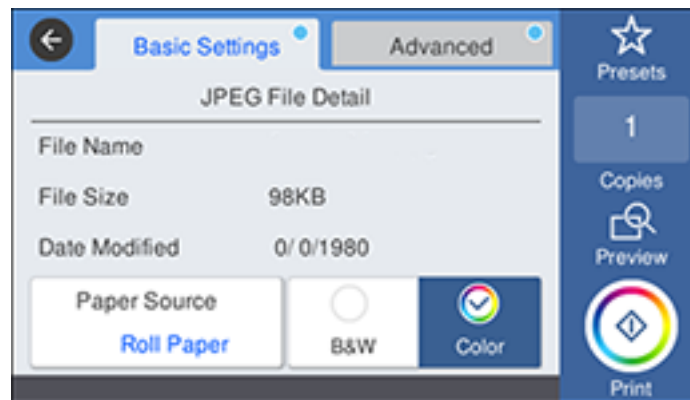 Basic Settings
Advanced
Presets
JPEG File Detail
1
Copies
File Name
File Size 98KB
Date Modified 0/ 0/1980
Preview
Paper Source
Roll Paper
B&W
Color
Print